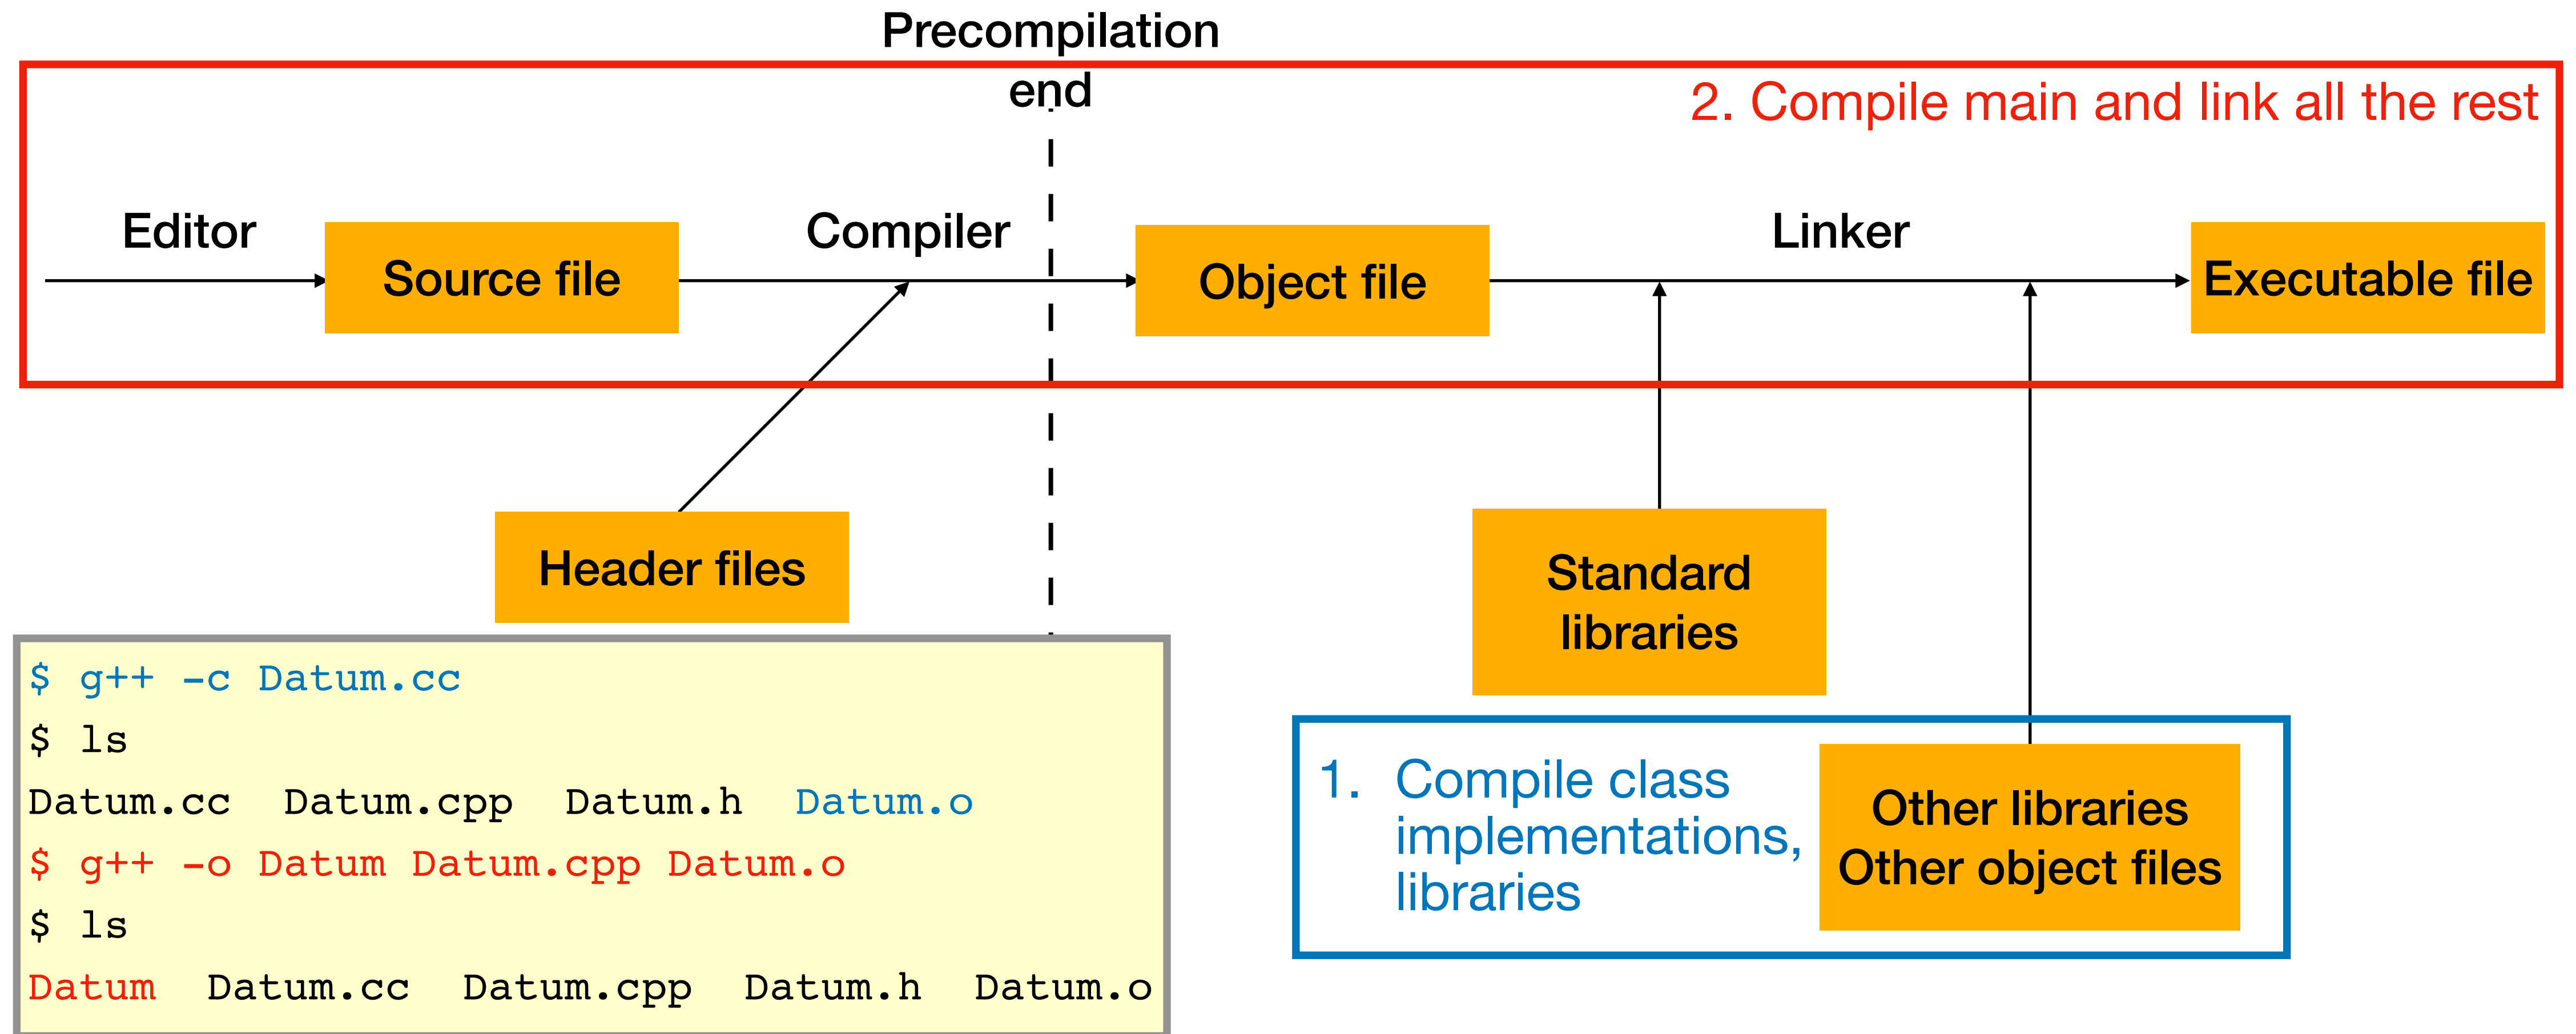 Precompilation
end
2. Compile main and link all the rest
Editor
Source file
Compiler
Object file
Linker
Executable file
Header files
Standard
libraries
$ g++ -c Datum.cc
$ ls
Datum.cc Datum.cpp Datum.h Datum.o
$ g++ -o Datum Datum.cpp Datum.o
$ ls
Datum Datum.cc Datum.cpp Datum.h Datum.o
1. Compile class
implementations,
libraries
Other libraries
Other object files